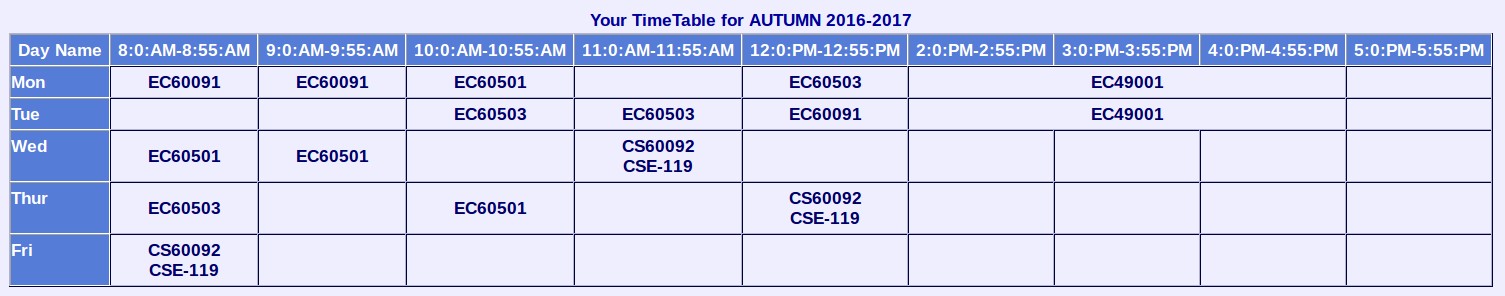 Your TimeTable for AUTUMN 2016-2017
Day Name 8:0:AM-8:55:AM 9:0:AM-9:55:AM 10:0:AM-10:55:AM 11:0:AM-11:55:AM 12:0:PM-12:55:PM 2:0:PM-2:55:PM 3:0:PM-3:55:PM 4:0:PM-4:55:PM 5:0:PM-5:55:PM
Mon EC60091 EC60091 EC60501 EC60503 EC49001
Tue EC60503 EC60503 EC60091 EC49001
Wed EC60501 EC60501 CS60092
CSE-119
Thur EC60503 EC60501 CS60092
CSE-119
Fri CS60092
CSE-119